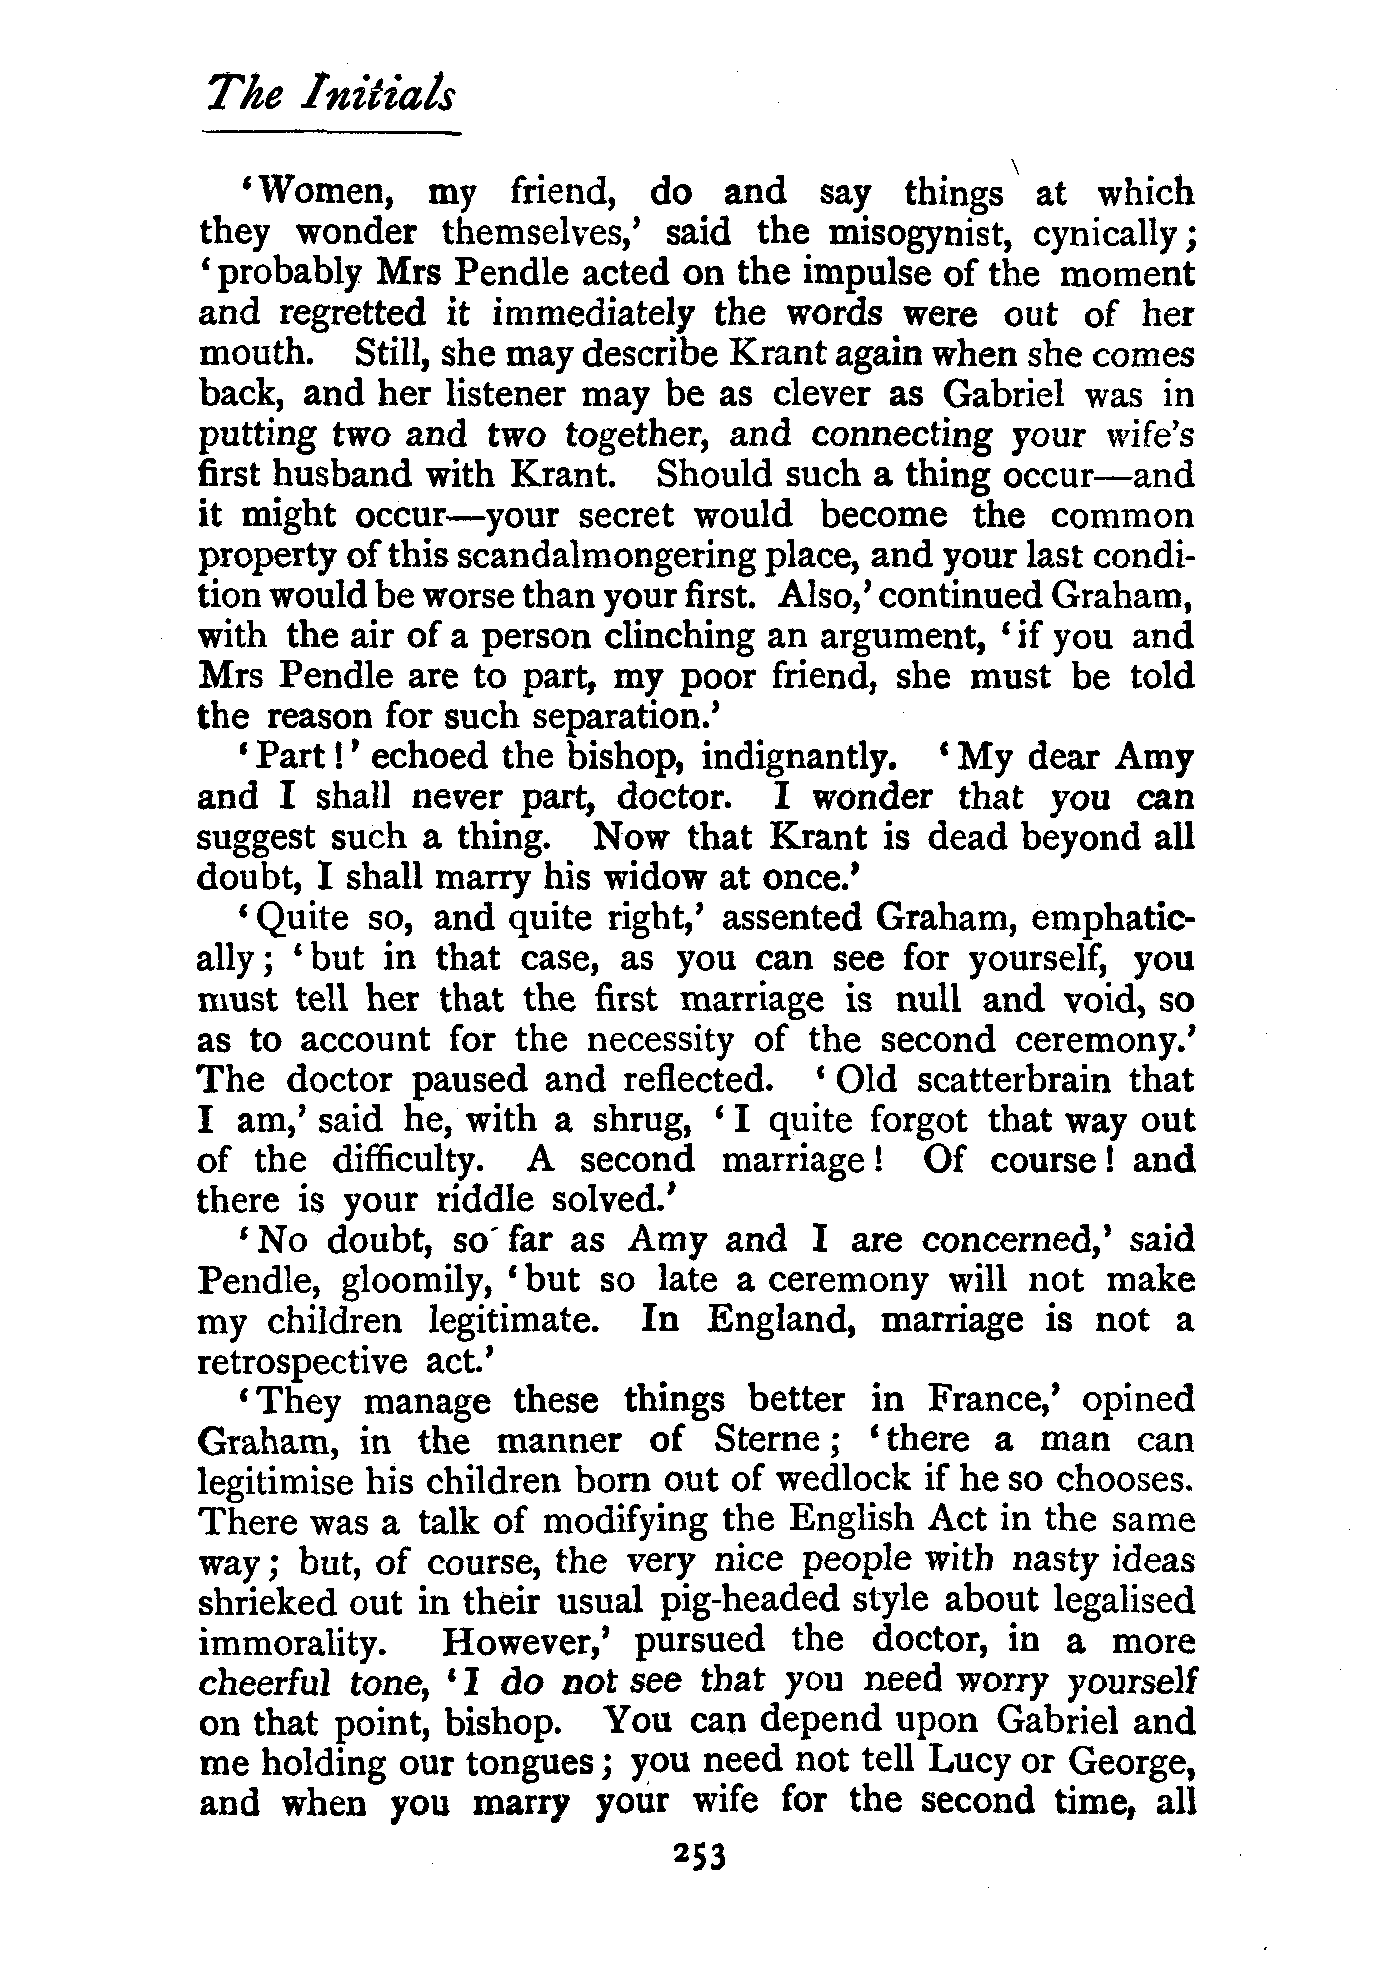 The Initials
‘Women, my friend, do and say things at which
they wonder themselves,’ said the misogynist, cynically;
‘probably Mrs Pendle acted on the impulse of the moment
and regretted it immediately the words were out of her
mouth. Still, she may describe Krant again when she comes
back, and her listener may be as clever as Gabriel was in
putting two and two together, and connecting your wife’s
first husband with Krant. Should such a thing occur—and
it might occur—your secret would become the common
property of this scandalmongering place, and your last condi-
tion would be worse than your first. Also,’ continued Graham,
with the air of a person clinching an argument, ‘if you and
Mrs Pendle are to part, my poor friend, she must be told
the reason for such separation.’
‘Part!’ echoed the bishop, indignantly. ‘My dear Amy
and I shall never part, doctor. I wonder that you can
suggest such a thing. Now that Krant is dead beyond all
doubt, I shall marry his widow at once.’
‘Quite so, and quite right,’ assented Graham, emphatic-
ally; ‘but in that case, as you can see for yourself, you
must tell her that the first marriage is null and void, so
as to account for the necessity of the second ceremony.’
The doctor paused and reflected. ‘Old scatterbrain that
I am,’ said he, with a shrug, ‘I quite forgot that way out
of the difficulty. A second marriage! Of course! and
there is your riddle solved.’
‘No doubt, so far as Amy and I are concerned,’ said
Pendle, gloomily, ‘but so late a ceremony will not make
my children legitimate. In England, marriage is not a
retrospective act.’
‘They manage these things better in France,’ opined
Graham, in the manner of Sterne; ‘there a man can
legitimise his children born out of wedlock if he so chooses.
There was a talk of modifying the English Act in the same
way; but, of course, the very nice people with nasty ideas
shrieked out in their usual pig-headed style about legalised
immorality. However,’ pursued the doctor, in a more
cheerful tone, ‘I do not see that you need worry yourself
on that point, bishop. You can depend upon Gabriel and
me holding our tongues; you need not tell Lucy or George,
and when you marry your wife for the second time, all
253